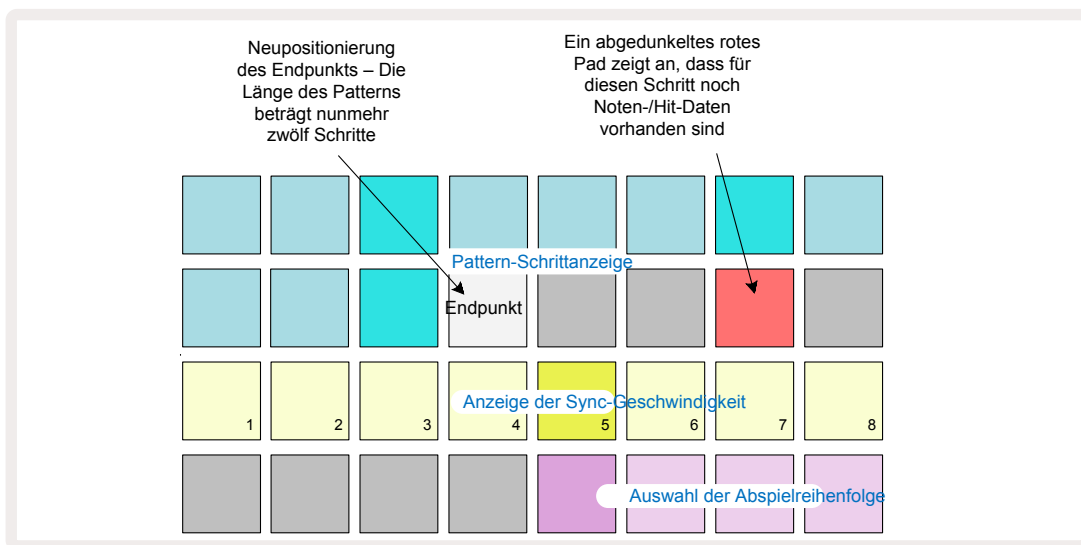 Neupositionierung
des Endpunkts – Die
Länge des Patterns
beträgt nunmehr
zwölf Schritte
Ein abgedunkeltes rotes
Pad zeigt an, dass für
diesen Schritt noch
Noten-/Hit-Daten
vorhanden sind
Pattern-Schrittanzeige
Endpunkt
Anzeige der Sync-Geschwindigkeit
1 2 3 4 5 6 7 8
Auswahl der Abspielreihenfolge